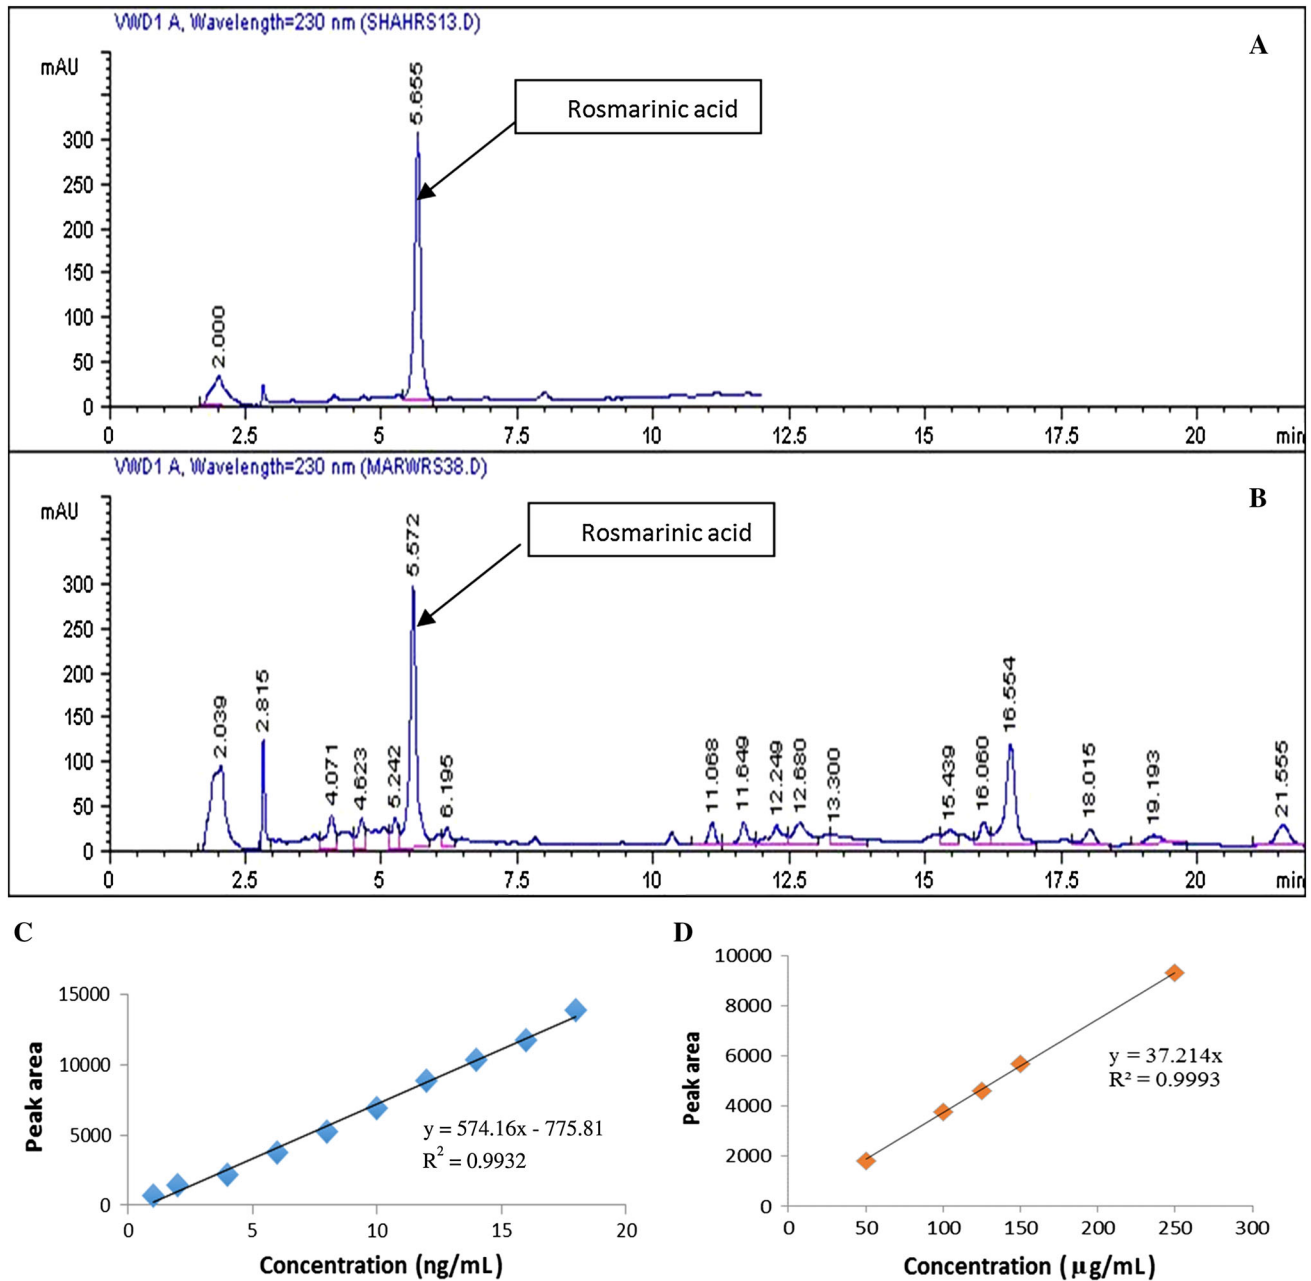 VWD1 A, Wavelength=230 nm (SHAHRS13.D)
A
mAU
5.655
Rosmarinic acid
300
250
200
150
100
50
0
2.000
0 2.5 5 7.5 10 12.5 15 17.5 20 min
VWD1 A, Wavelength=230 nm (MARWRS38.D)
B
mAU
5.572
Rosmarinic acid
300
250
200
150
100
50
0
2.039
2.815
4.071
4.623
5.242
6.195
11.068
11.649
12.249
12.680
13.300
15.439
16.060
16.554
18.015
19.193
21.555
0 2.5 5 7.5 10 12.5 15 17.5 20 min
C
15000
10000
5000
0
Peak area
y = 574.16x - 775.81
R² = 0.9932
0 5 10 15 20
Concentration (ng/mL)
D
10000
8000
6000
4000
2000
0
Peak area
y = 37.214x
R² = 0.9993
0 50 100 150 200 250 300
Concentration ( µg/mL)